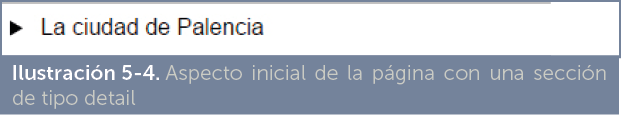 La ciudad de Palencia
Ilustración 5-4. Aspecto inicial de la página con una sección
de tipo detail